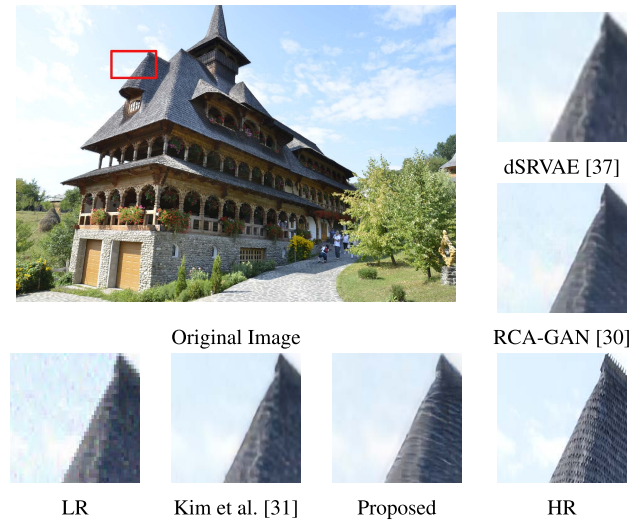 dSRVAE [37]
Original Image
RCA-GAN [30]
LR
Kim et al. [31]
Proposed
HR